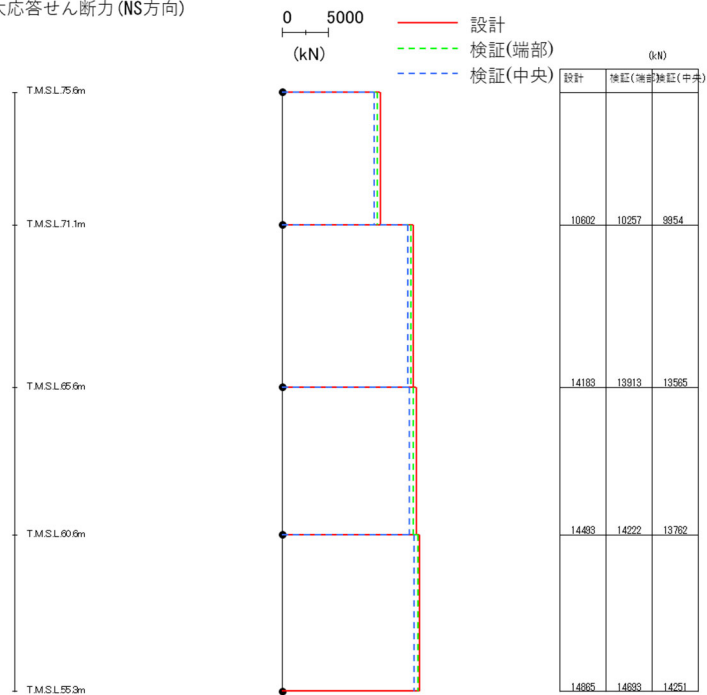 大応答せん断力(NS方向)
0 5000
(kN)
設計
検証(端部)
検証(中央)
(kN)
設計 検証(端部) 検証(中央)
T.M.S.L.75.6m
T.M.S.L.71.1m 10602 10257 9954
T.M.S.L.65.6m 14183 13913 13565
T.M.S.L.60.6m 14493 14222 13762
T.M.S.L.55.3m 14865 14693 14251